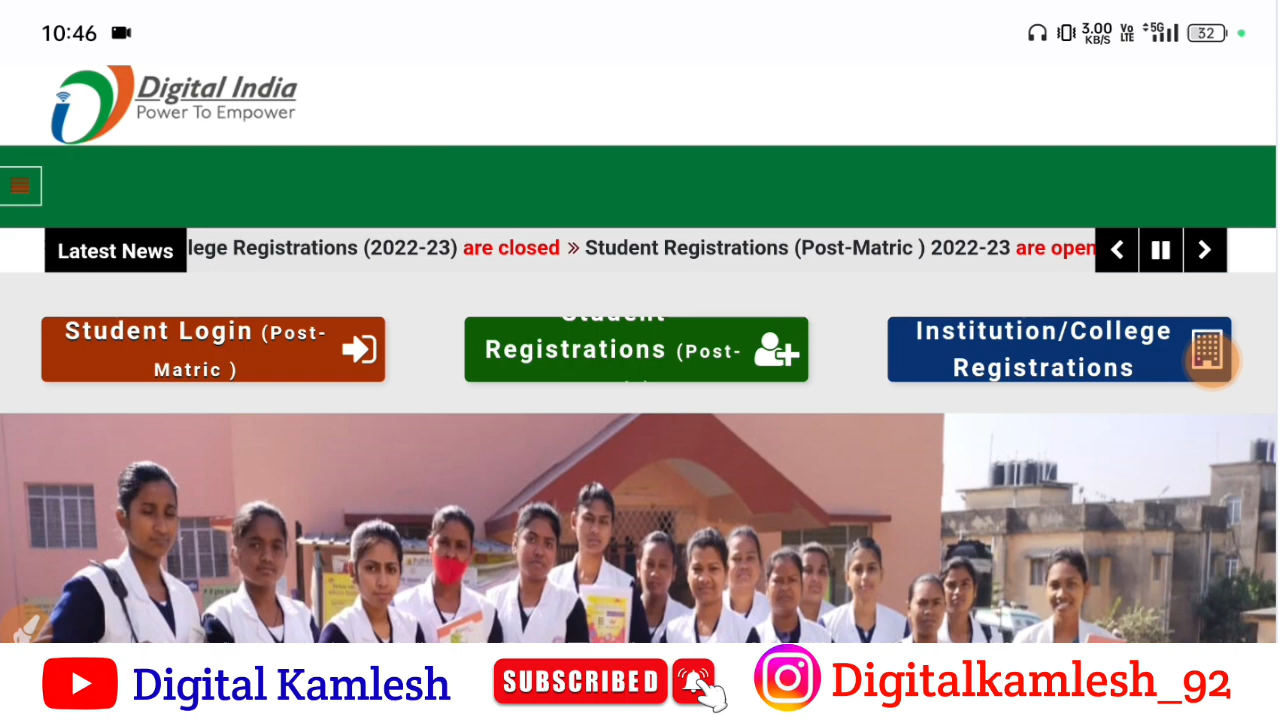 10:46
3.00
KB/S
Vo
LTE
5G
32
Digital India
Power To Empower
Latest News
lege Registrations (2022-23) are closed » Student Registrations (Post-Matric ) 2022-23 are open
Student Login (Post-
Matric )
Student
Registrations (Post-
Institution/College
Registrations
Digital Kamlesh
SUBSCRIBED
Digitalkamlesh_92